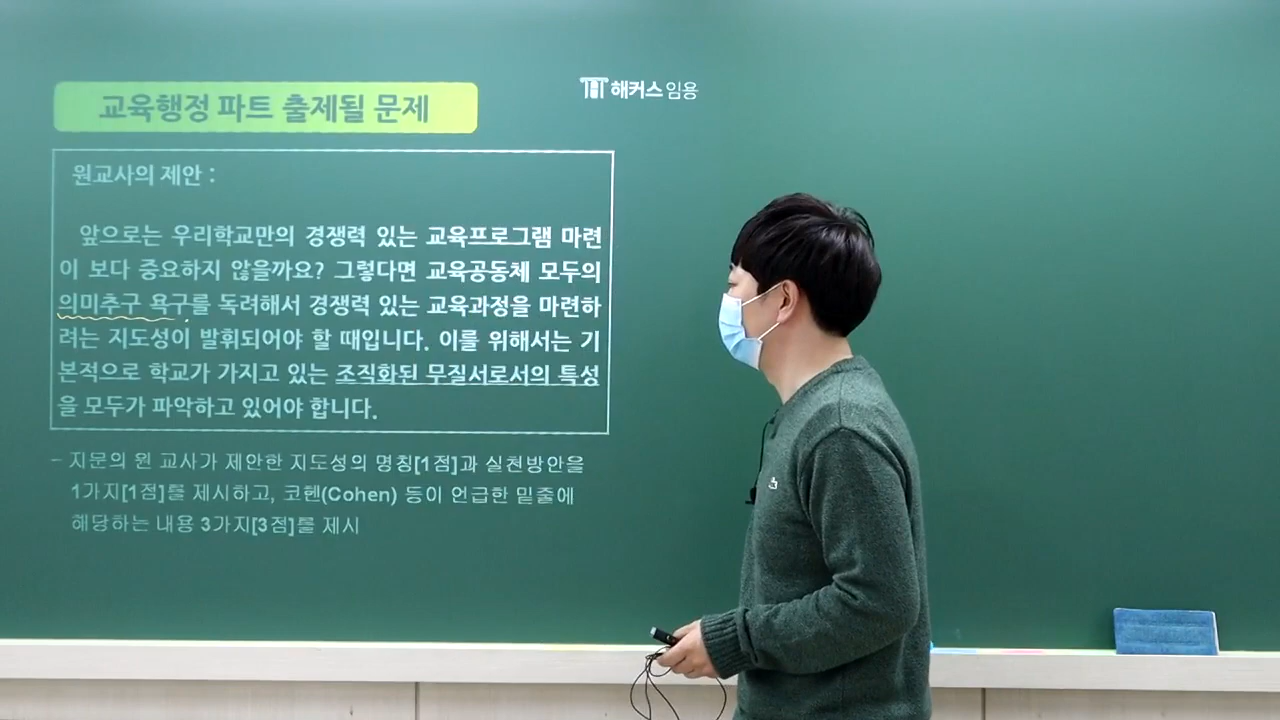 교육행정 파트 출제될 문제
해커스 임용
원교사의 제안 :
앞으로는 우리학교만의 경쟁력 있는 교육프로그램 마련
이 보다 중요하지 않을까요? 그렇다면 교육공동체 모두의
의미추구 욕구를 독려해서 경쟁력 있는 교육과정을 마련하
려는 지도성이 발휘되어야 할 때입니다. 이를 위해서는 기
본적으로 학교가 가지고 있는 조직화된 무질서로서의 특성
을 모두가 파악하고 있어야 합니다.
– 지문의 원 교사가 제안한 지도성의 명칭[1점]과 실천방안을
1가지[1점]를 제시하고, 코헨(Cohen) 등이 언급한 밑줄에
해당하는 내용 3가지[3점]를 제시